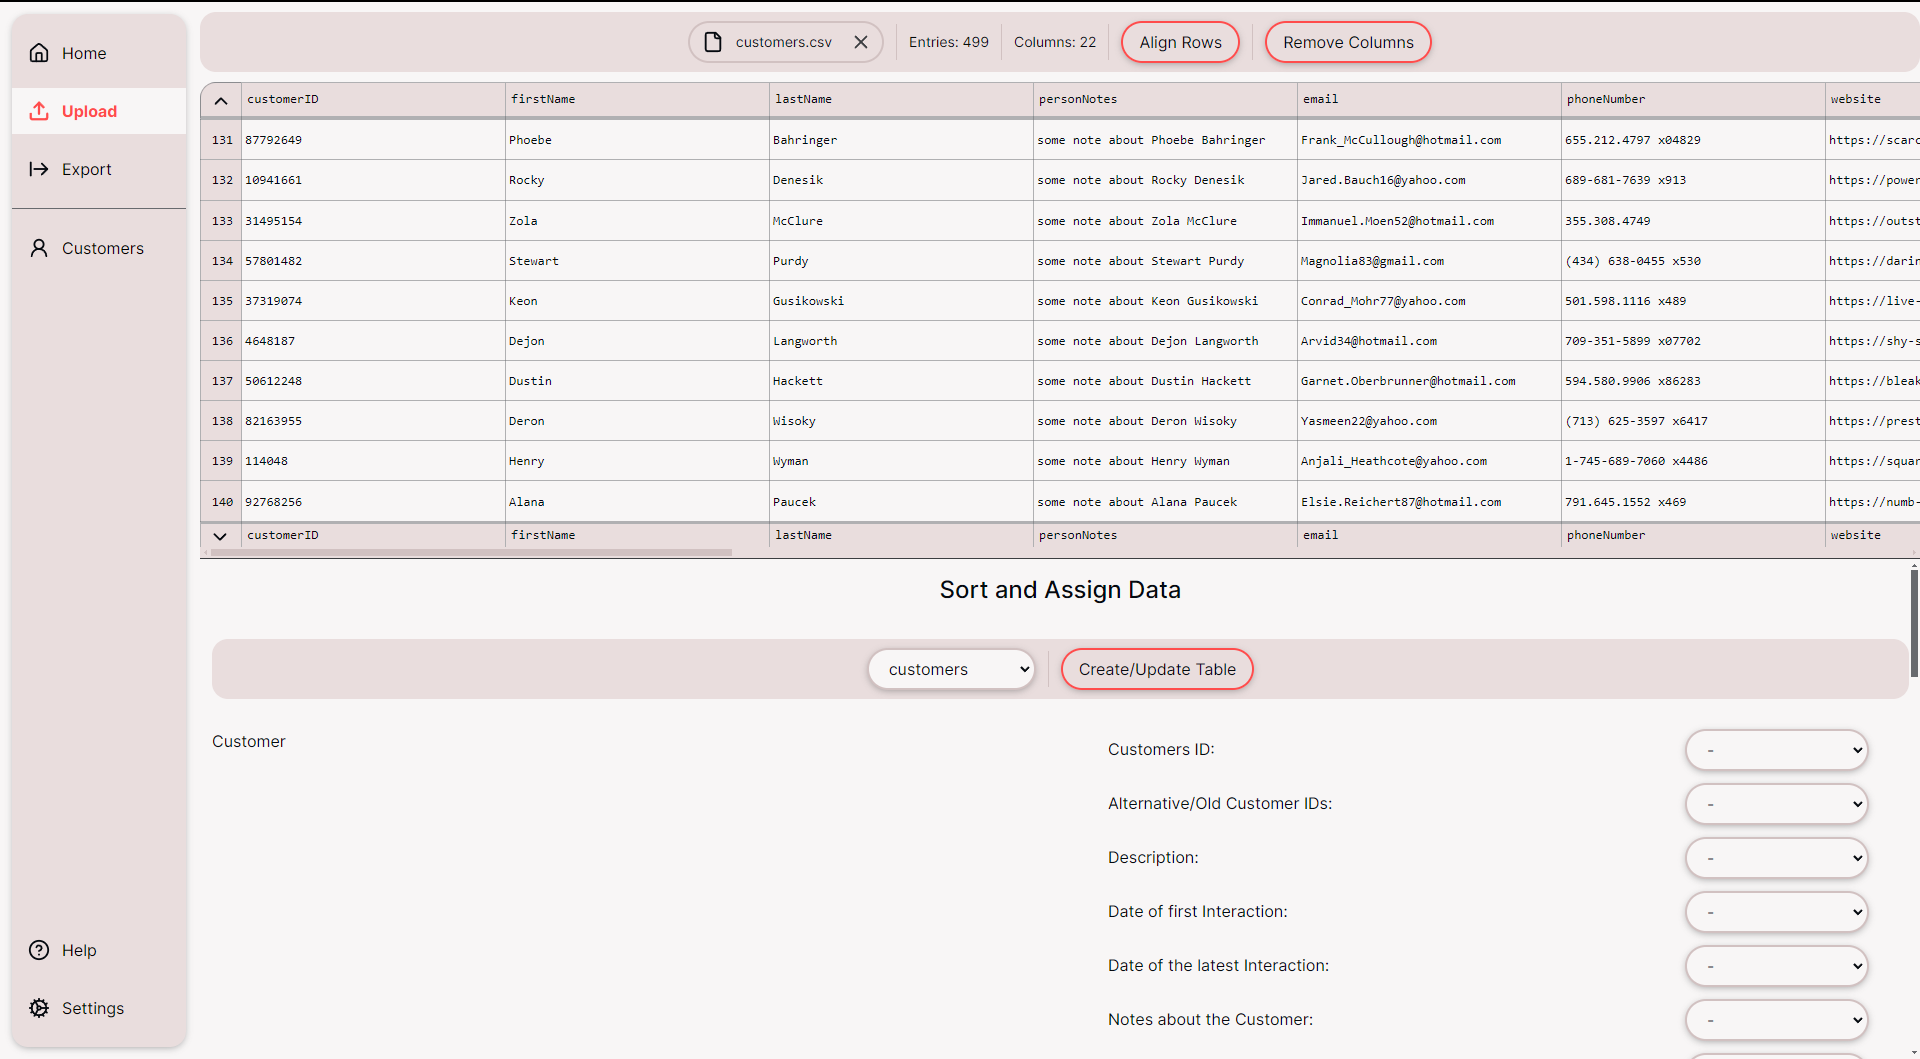 Home
Upload
Export
Customers
Help
Settings
customers.csv Entries: 499 Columns: 22 Align Rows Remove Columns
customerID firstName lastName personNotes email phoneNumber website
131 87792649 Phoebe Bahringer some note about Phoebe Bahringer Frank_McCullough@hotmail.com 655.212.4797 x04829 https://scarc
132 10941661 Rocky Denesik some note about Rocky Denesik Jared.Bauch16@yahoo.com 689-681-7639 x913 https://power
133 31495154 Zola McClure some note about Zola McClure Immanuel.Moen52@hotmail.com 355.308.4749 https://outst
134 57801482 Stewart Purdy some note about Stewart Purdy Magnolia83@gmail.com (434) 638-0455 x530 https://darin
135 37319074 Keon Gusikowski some note about Keon Gusikowski Conrad_Mohr77@yahoo.com 501.598.1116 x489 https://live-
136 4648187 Dejon Langworth some note about Dejon Langworth Arvid34@hotmail.com 709-351-5899 x07702 https://shy-s
137 50612248 Dustin Hackett some note about Dustin Hackett Garnet.Oberbrunner@hotmail.com 594.580.9906 x86283 https://bleak
138 82163955 Deron Wisoky some note about Deron Wisoky Yasmeen22@yahoo.com (713) 625-3597 x6417 https://prest
139 114048 Henry Wyman some note about Henry Wyman Anjali_Heathcote@yahoo.com 1-745-689-7060 x4486 https://squar
140 92768256 Alana Paucek some note about Alana Paucek Elsie.Reichert87@hotmail.com 791.645.1552 x469 https://numb-
customerID firstName lastName personNotes email phoneNumber website
Sort and Assign Data
customers Create/Update Table
Customer
Customers ID: -
Alternative/Old Customer IDs: -
Description: -
Date of first Interaction: -
Date of the latest Interaction: -
Notes about the Customer: -